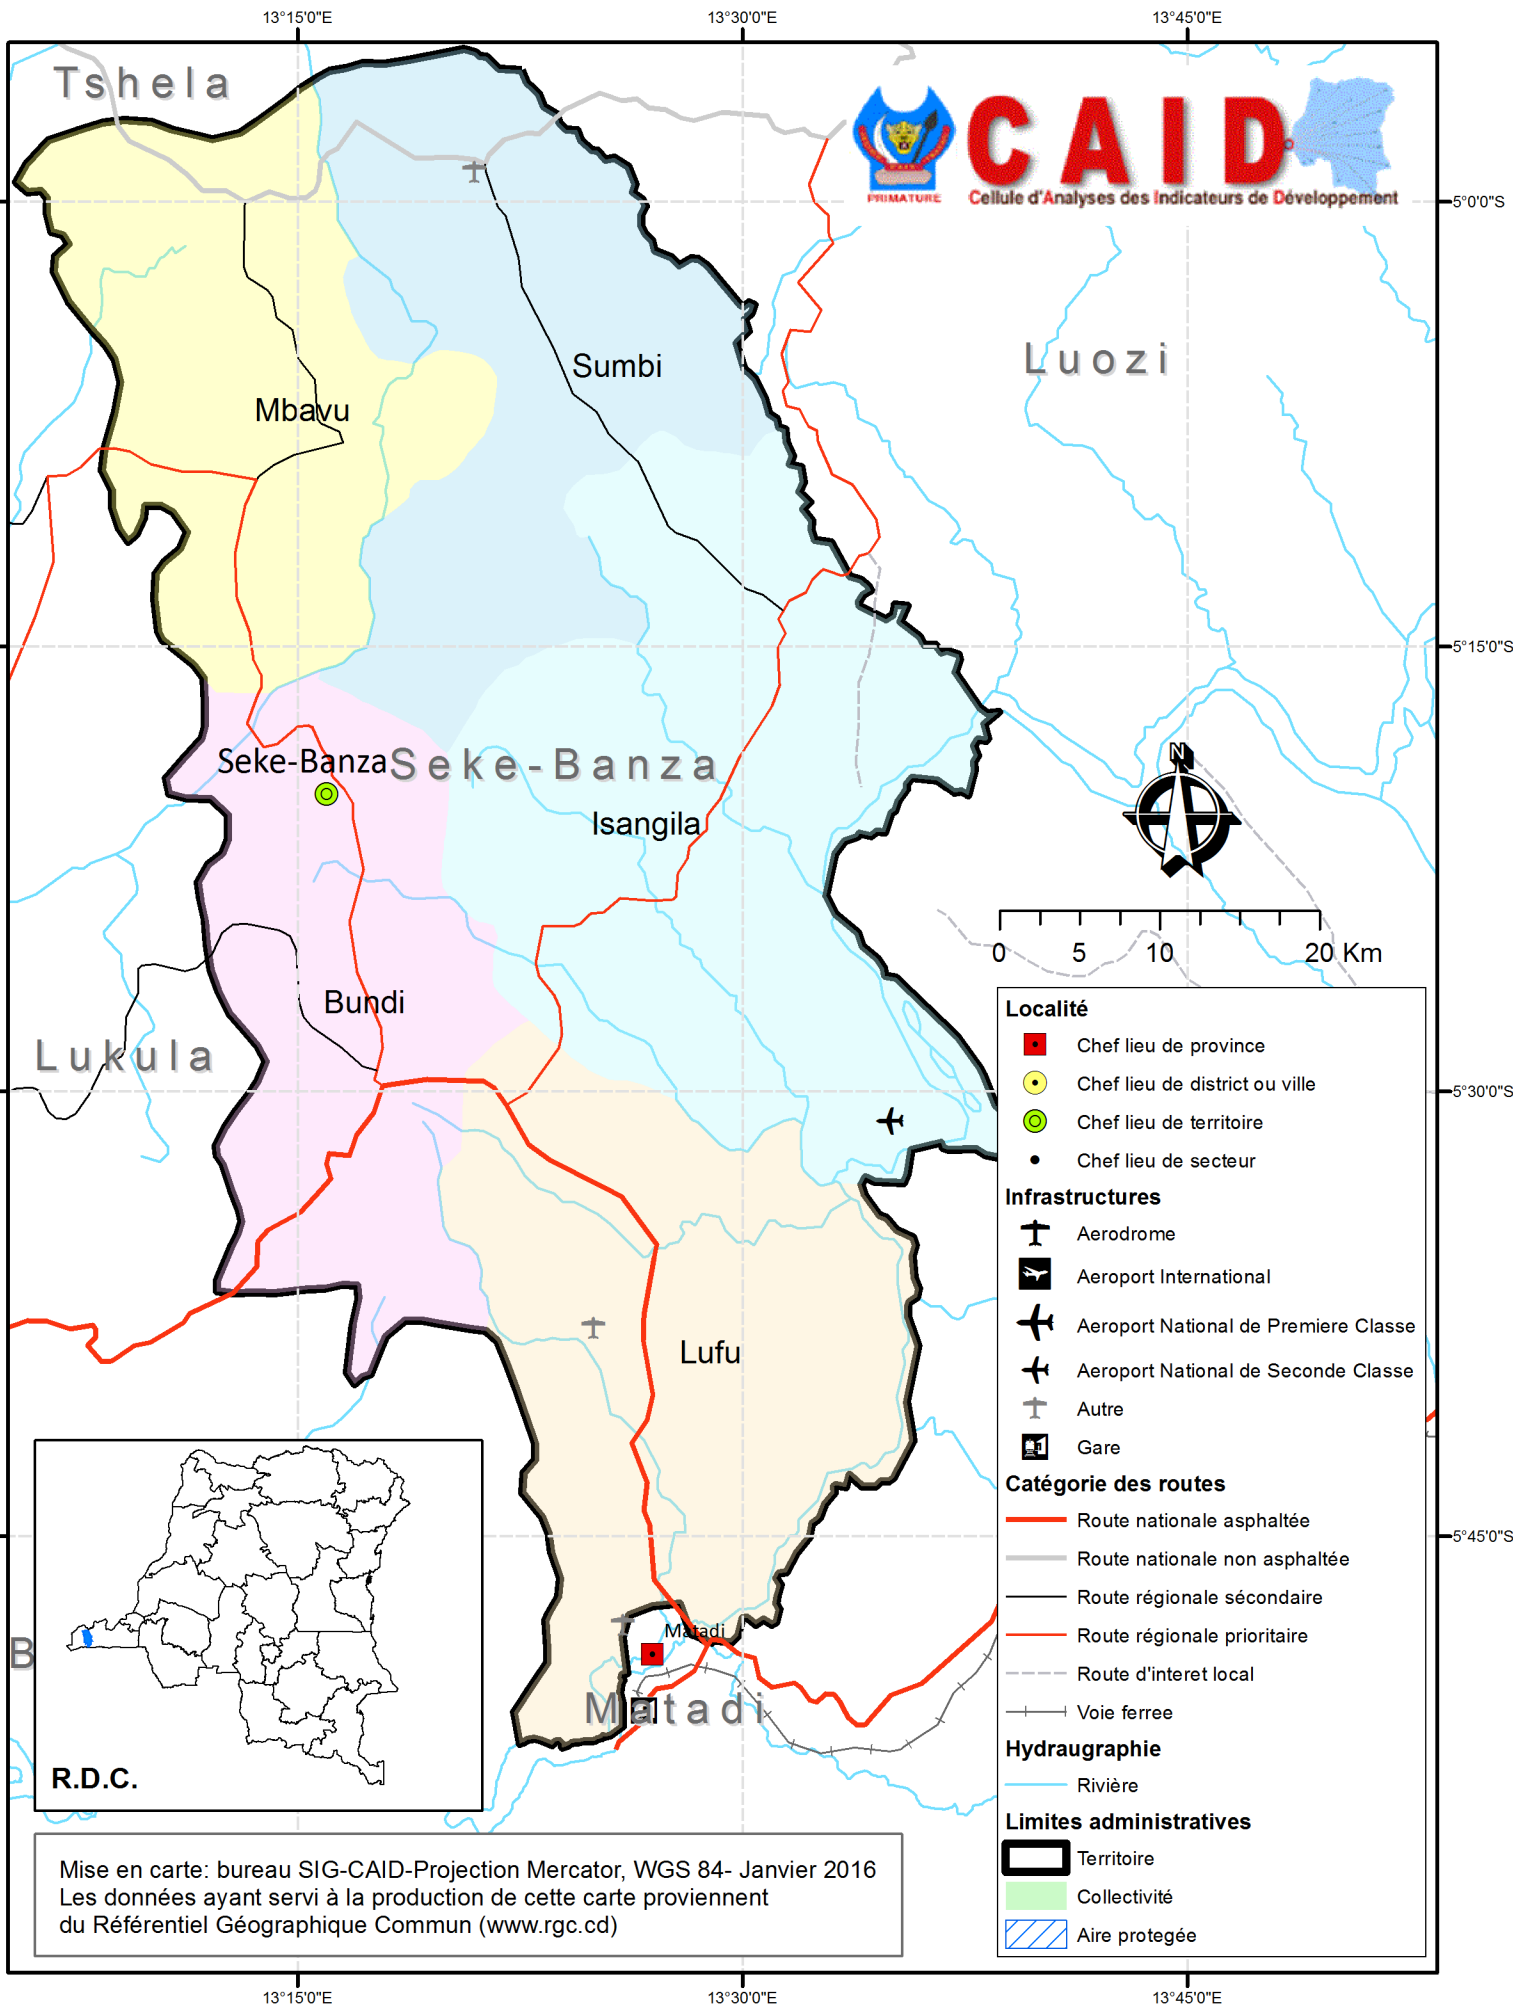 13°15'0"E
13°30'0"E
13°45'0"E
Tshela
CAID
PRIMATURE
Cellule d'Analyses des Indicateurs de Développement
5°0'0"S
Luozi
Sumbi
Mbavu
5°15'0"S
Seke-Banza
Seke-Banza
N
Isangila
0 5 10 20 Km
Bundi
Lukula
5°30'0"S
Localité
Chef lieu de province
Chef lieu de district ou ville
Chef lieu de territoire
Chef lieu de secteur
Infrastructures
Aerodrome
Aeroport International
Aeroport National de Premiere Classe
Aeroport National de Seconde Classe
Autre
Gare
Catégorie des routes
Route nationale asphaltée
Route nationale non asphaltée
Route régionale sécondaire
Route régionale prioritaire
Route d'interet local
Voie ferree
Hydraugraphie
Rivière
Limites administratives
Territoire
Collectivité
Aire protegée
Lufu
5°45'0"S
Matadi
Matadi
B
R.D.C.
Mise en carte: bureau SIG-CAID-Projection Mercator, WGS 84- Janvier 2016
Les données ayant servi à la production de cette carte proviennent
du Référentiel Géographique Commun (www.rgc.cd)
13°15'0"E
13°30'0"E
13°45'0"E